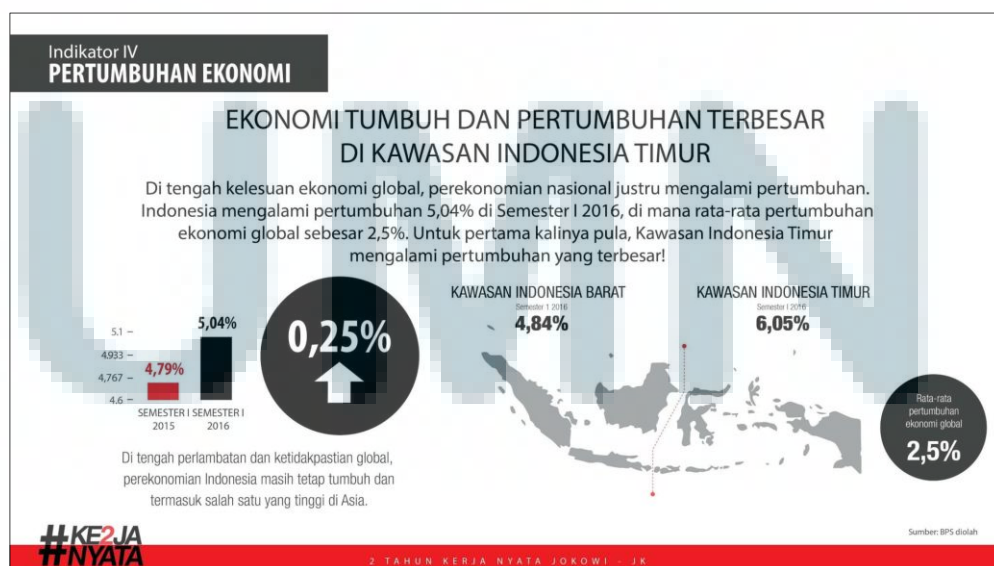 Indikator IV
PERTUMBUHAN EKONOMI
EKONOMI TUMBUH DAN PERTUMBUHAN TERBESAR
DI KAWASAN INDONESIA TIMUR
Di tengah kelesuan ekonomi global, perekonomian nasional justru mengalami pertumbuhan.
Indonesia mengalami pertumbuhan 5,04% di Semester I 2016, di mana rata-rata pertumbuhan
ekonomi global sebesar 2,5%. Untuk pertama kalinya pula, Kawasan Indonesia Timur
mengalami pertumbuhan yang terbesar!
5.1
4,933
4,767
4.6
4,79%
5,04%
SEMESTER I
2015
SEMESTER I
2016
0,25%
Di tengah perlambatan dan ketidakpastian global,
perekonomian Indonesia masih tetap tumbuh dan
termasuk salah satu yang tinggi di Asia.
KAWASAN INDONESIA BARAT
Semester 1 2016
4,84%
KAWASAN INDONESIA TIMUR
Semester I 2016
6,05%
Rata-rata
pertumbuhan
ekonomi global
2,5%
Sumber: BPS diolah
#KE2JA
NYATA
2 TAHUN KERJA NYATA JOKOWI - JK
UMN